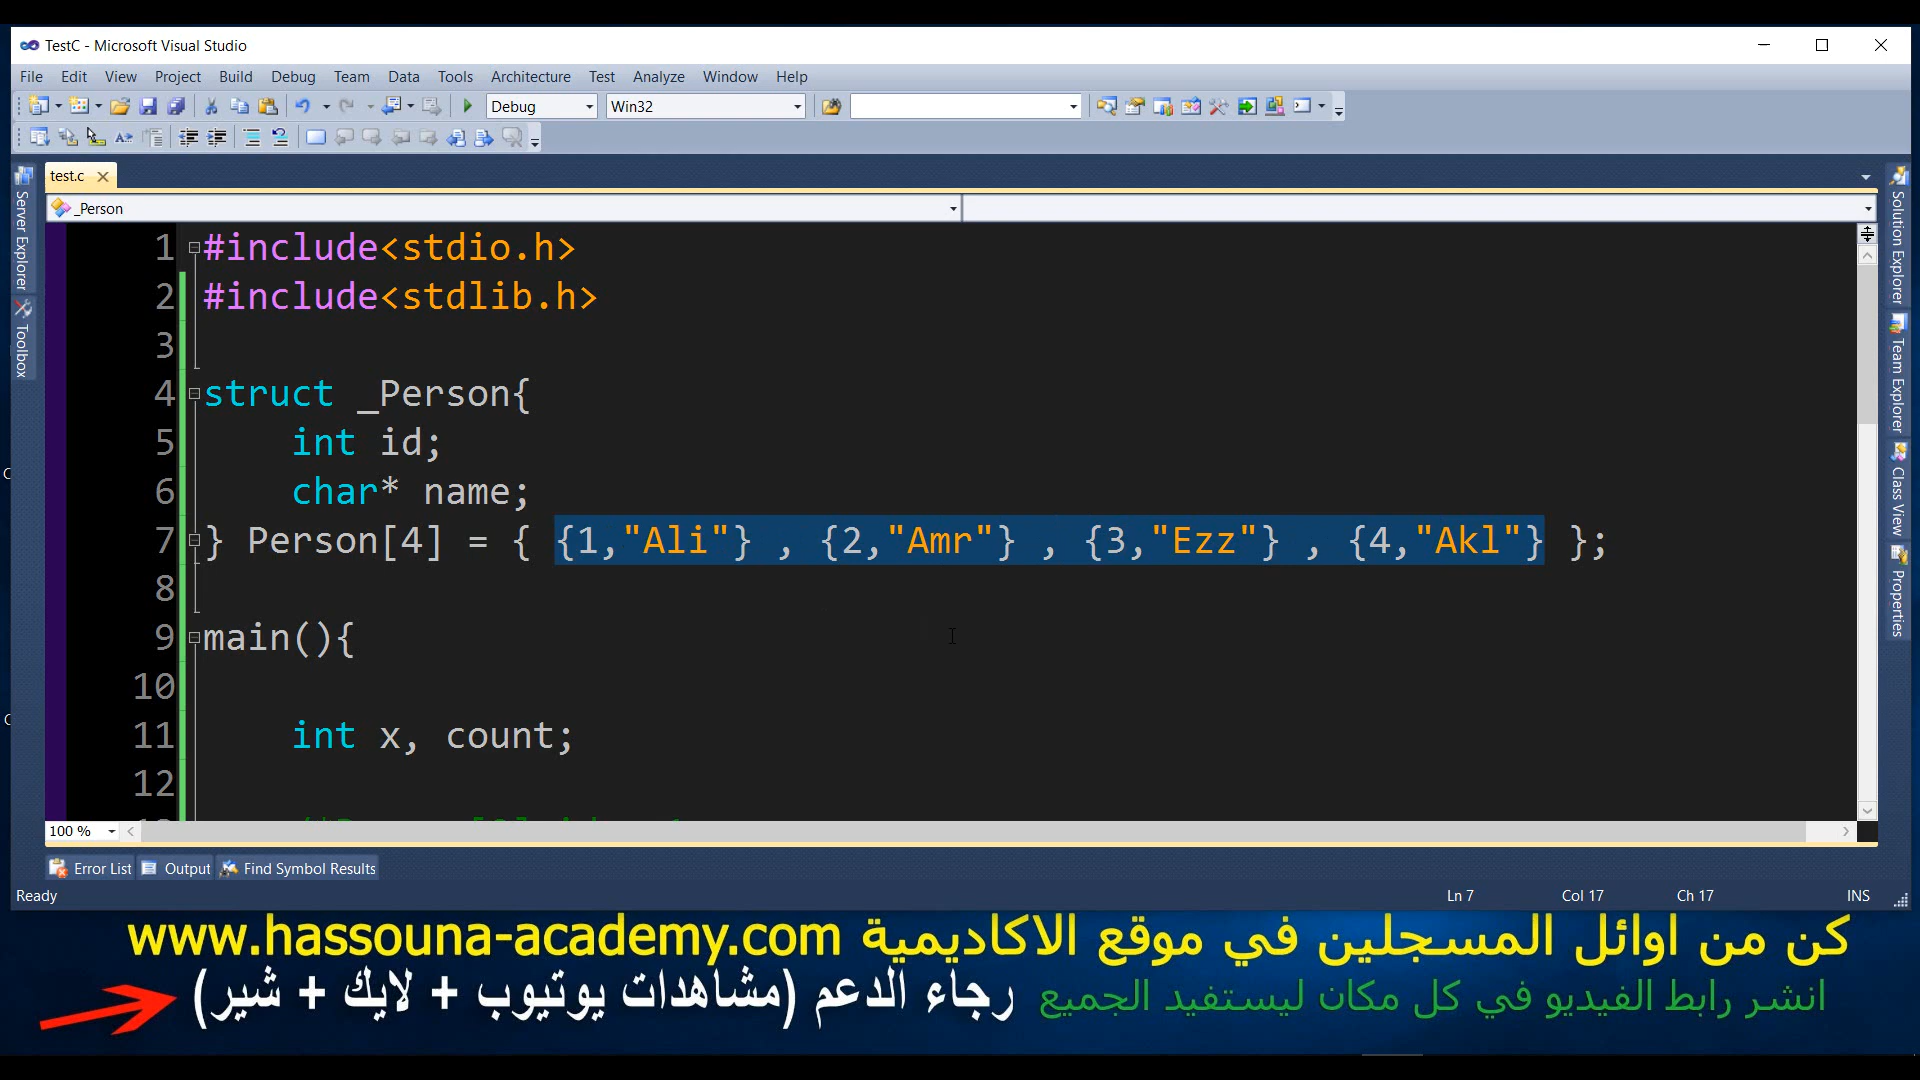 TestC - Microsoft Visual Studio
File Edit View Project Build Debug Team Data Tools Architecture Test Analyze Window Help
Debug Win32
test.c
_Person
Server Explorer
Toolbox
Solution Explorer
Team Explorer
Class View
Properties
1 #include<stdio.h>
2 #include<stdlib.h>
3
4 struct _Person{
5 int id;
6 char* name;
7 } Person[4] = { {1,"Ali"} , {2,"Amr"} , {3,"Ezz"} , {4,"Akl"} };
8
9 main(){
10
11 int x, count;
12
100 %
Error List Output Find Symbol Results
Ready Ln 7 Col 17 Ch 17 INS
كن من اوائل المسجلين في موقع الاكاديمية www.hassouna-academy.com
انشر رابط الفيديو في كل مكان ليستفيد الجميع رجاء الدعم (مشاهدات يوتيوب + لايك + شير)